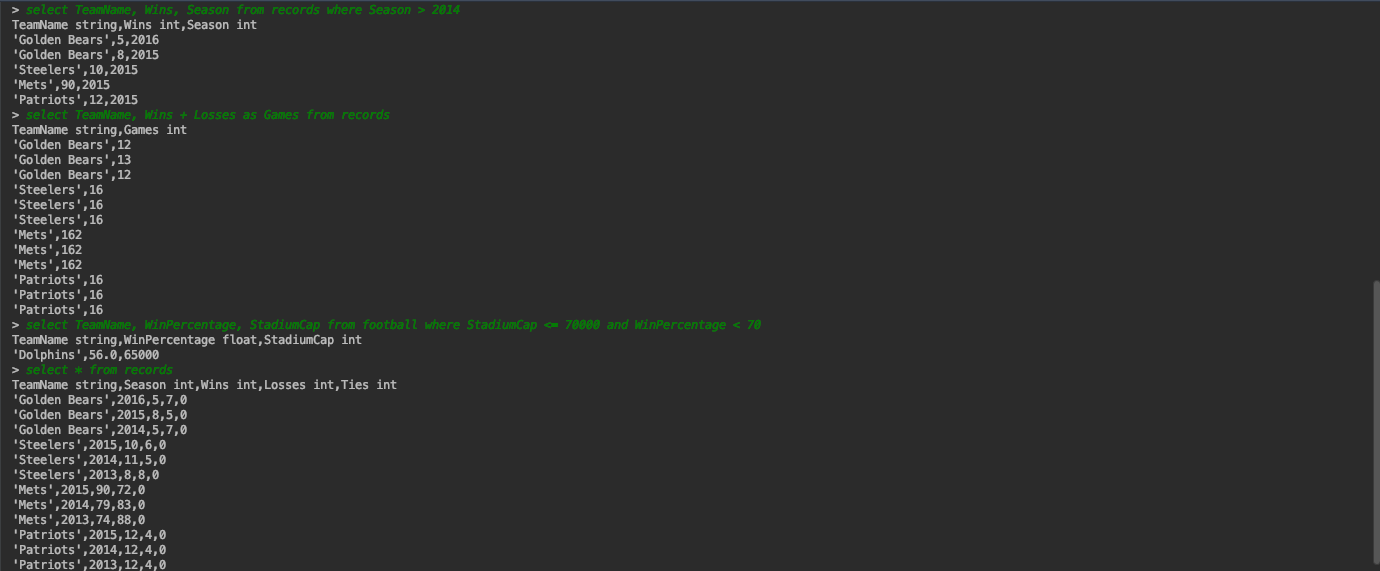 > select TeamName, Wins, Season from records where Season > 2014
TeamName string,Wins int,Season int
'Golden Bears',5,2016
'Golden Bears',8,2015
'Steelers',10,2015
'Mets',90,2015
'Patriots',12,2015
> select TeamName, Wins + Losses as Games from records
TeamName string,Games int
'Golden Bears',12
'Golden Bears',13
'Golden Bears',12
'Steelers',16
'Steelers',16
'Steelers',16
'Mets',162
'Mets',162
'Mets',162
'Patriots',16
'Patriots',16
'Patriots',16
> select TeamName, WinPercentage, StadiumCap from football where StadiumCap <= 70000 and WinPercentage < 70
TeamName string,WinPercentage float,StadiumCap int
'Dolphins',56.0,65000
> select * from records
TeamName string,Season int,Wins int,Losses int,Ties int
'Golden Bears',2016,5,7,0
'Golden Bears',2015,8,5,0
'Golden Bears',2014,5,7,0
'Steelers',2015,10,6,0
'Steelers',2014,11,5,0
'Steelers',2013,8,8,0
'Mets',2015,90,72,0
'Mets',2014,79,83,0
'Mets',2013,74,88,0
'Patriots',2015,12,4,0
'Patriots',2014,12,4,0
'Patriots',2013,12,4,0